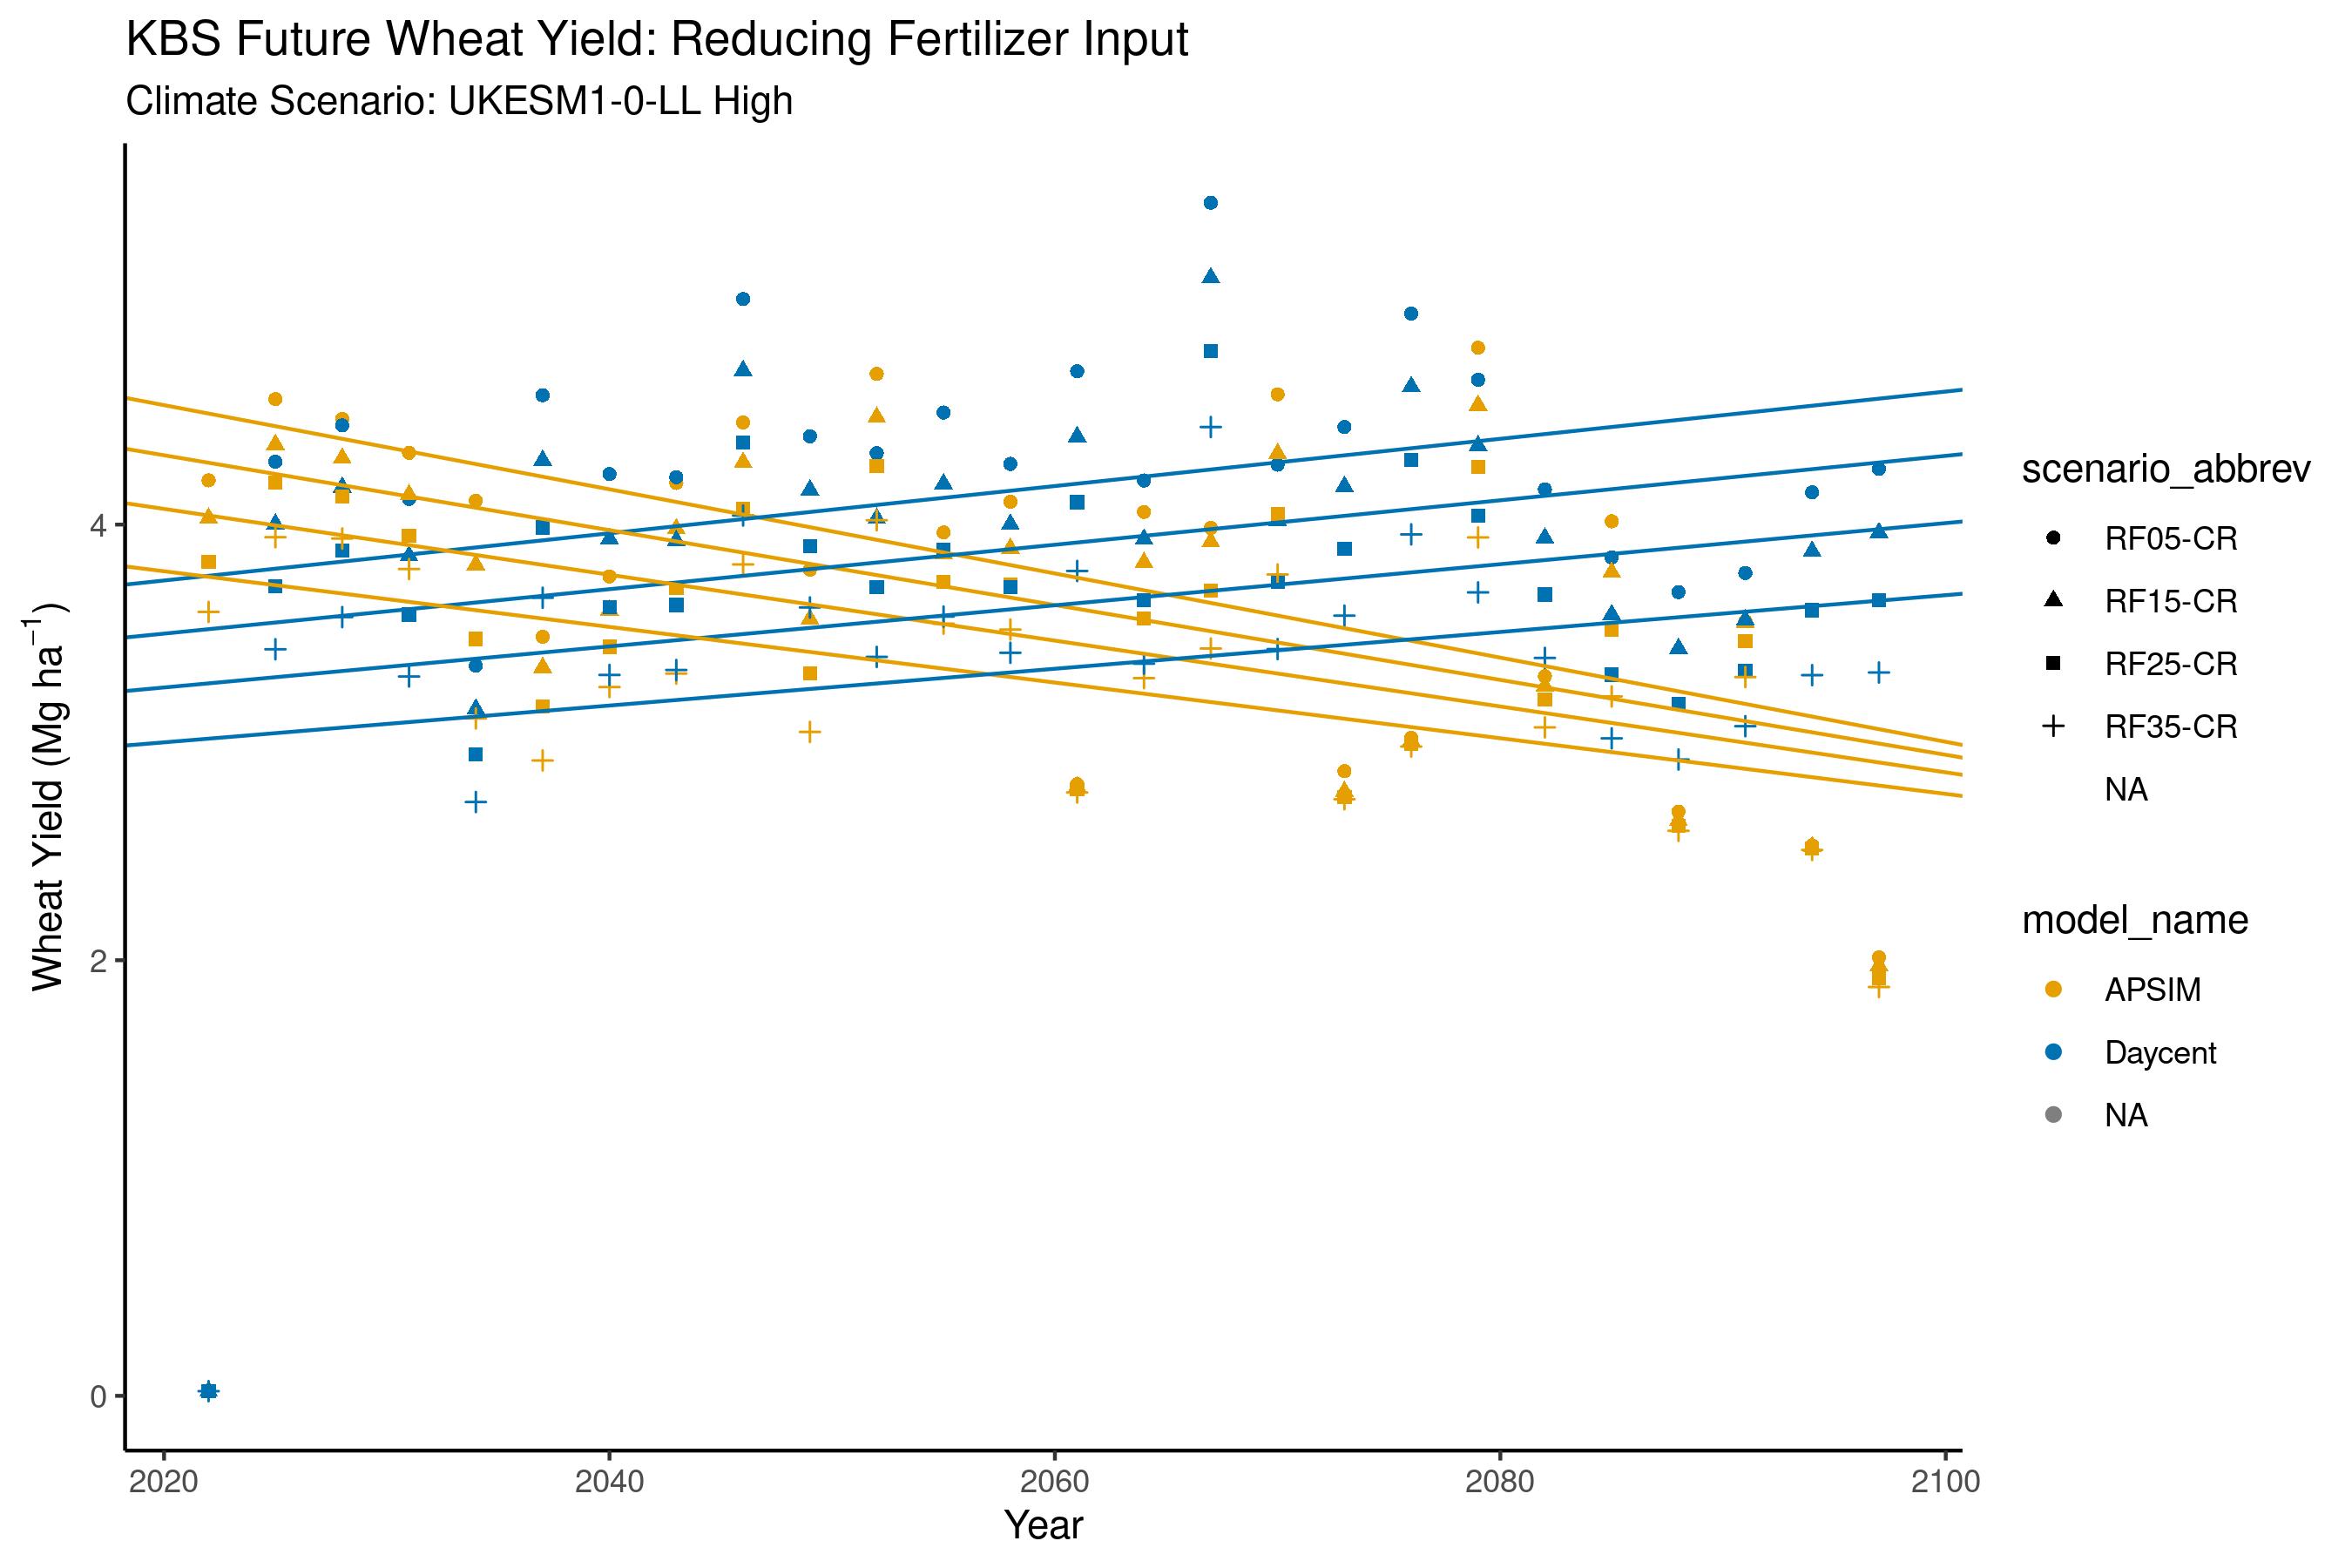 KBS Future Wheat Yield: Reducing Fertilizer Input
Climate Scenario: UKESM1-0-LL High
Wheat Yield (Mg ha⁻¹)
4
2
0
2020
2040
2060
2080
2100
Year
scenario_abbrev
RF05-CR
RF15-CR
RF25-CR
RF35-CR
NA
model_name
APSIM
Daycent
NA